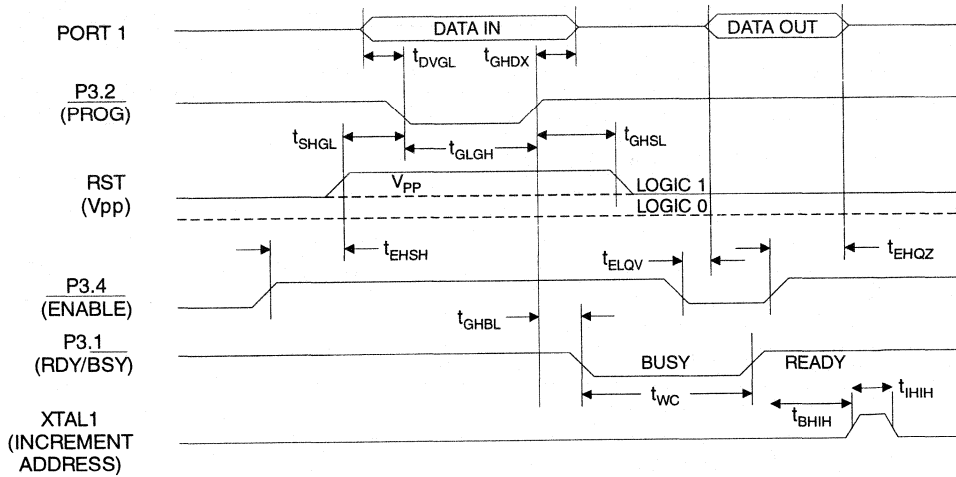 PORT 1
DATA IN
DATA OUT
tDVGL
tGHDX
P3.2
(PROG)
tSHGL
tGLGH
tGHSL
RST
(Vpp)
VPP
LOGIC 1
LOGIC 0
tEHSH
tELQV
tEHQZ
P3.4
(ENABLE)
tGHBL
P3.1
(RDY/BSY)
BUSY
READY
tWC
tIHIH
tBHIH
XTAL1
(INCREMENT
ADDRESS)